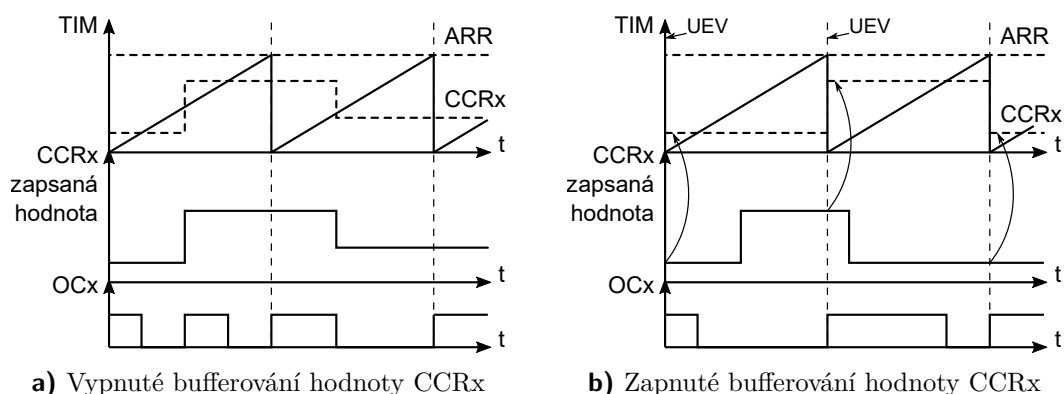 TIM
ARR
CCRx
t
CCRx
zapsaná
hodnota
t
OCx
t
a) Vypnuté bufferování hodnoty CCRx
TIM
UEV
UEV
ARR
CCRx
t
CCRx
zapsaná
hodnota
t
OCx
t
b) Zapnuté bufferování hodnoty CCRx